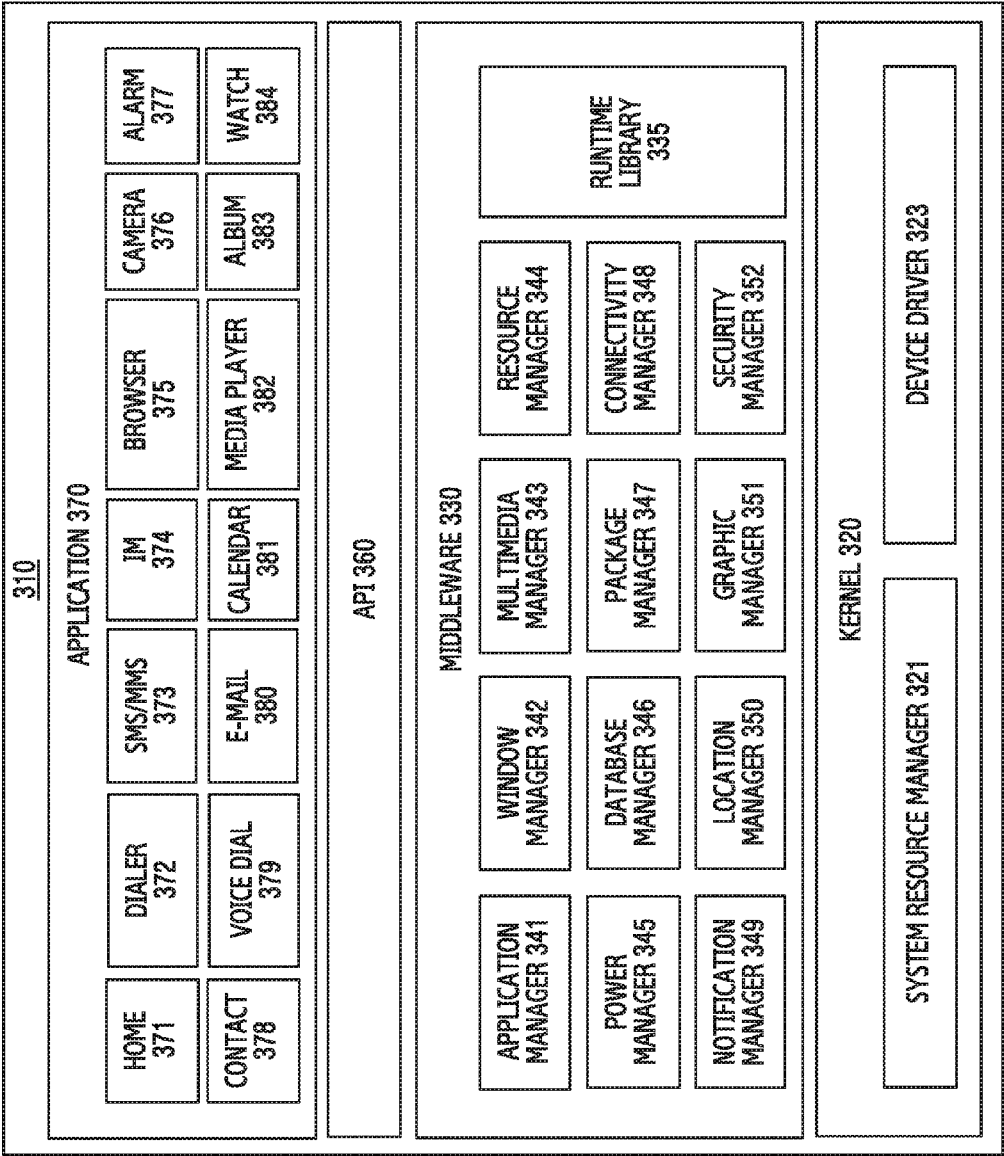 310
APPLICATION 370
HOME
371
DIALER
372
SMS/MMS
373
IM
374
BROWSER
375
CAMERA
376
ALARM
377
CONTACT
378
VOICE DIAL
379
E-MAIL
380
CALENDAR
381
MEDIA PLAYER
382
ALBUM
383
WATCH
384
API 360
MIDDLEWARE 330
APPLICATION
MANAGER 341
WINDOW
MANAGER 342
MULTIMEDIA
MANAGER 343
RESOURCE
MANAGER 344
POWER
MANAGER 345
DATABASE
MANAGER 346
PACKAGE
MANAGER 347
CONNECTIVITY
MANAGER 348
NOTIFICATION
MANAGER 349
LOCATION
MANAGER 350
GRAPHIC
MANAGER 351
SECURITY
MANAGER 352
RUNTIME
LIBRARY
335
KERNEL 320
SYSTEM RESOURCE MANAGER 321
DEVICE DRIVER 323